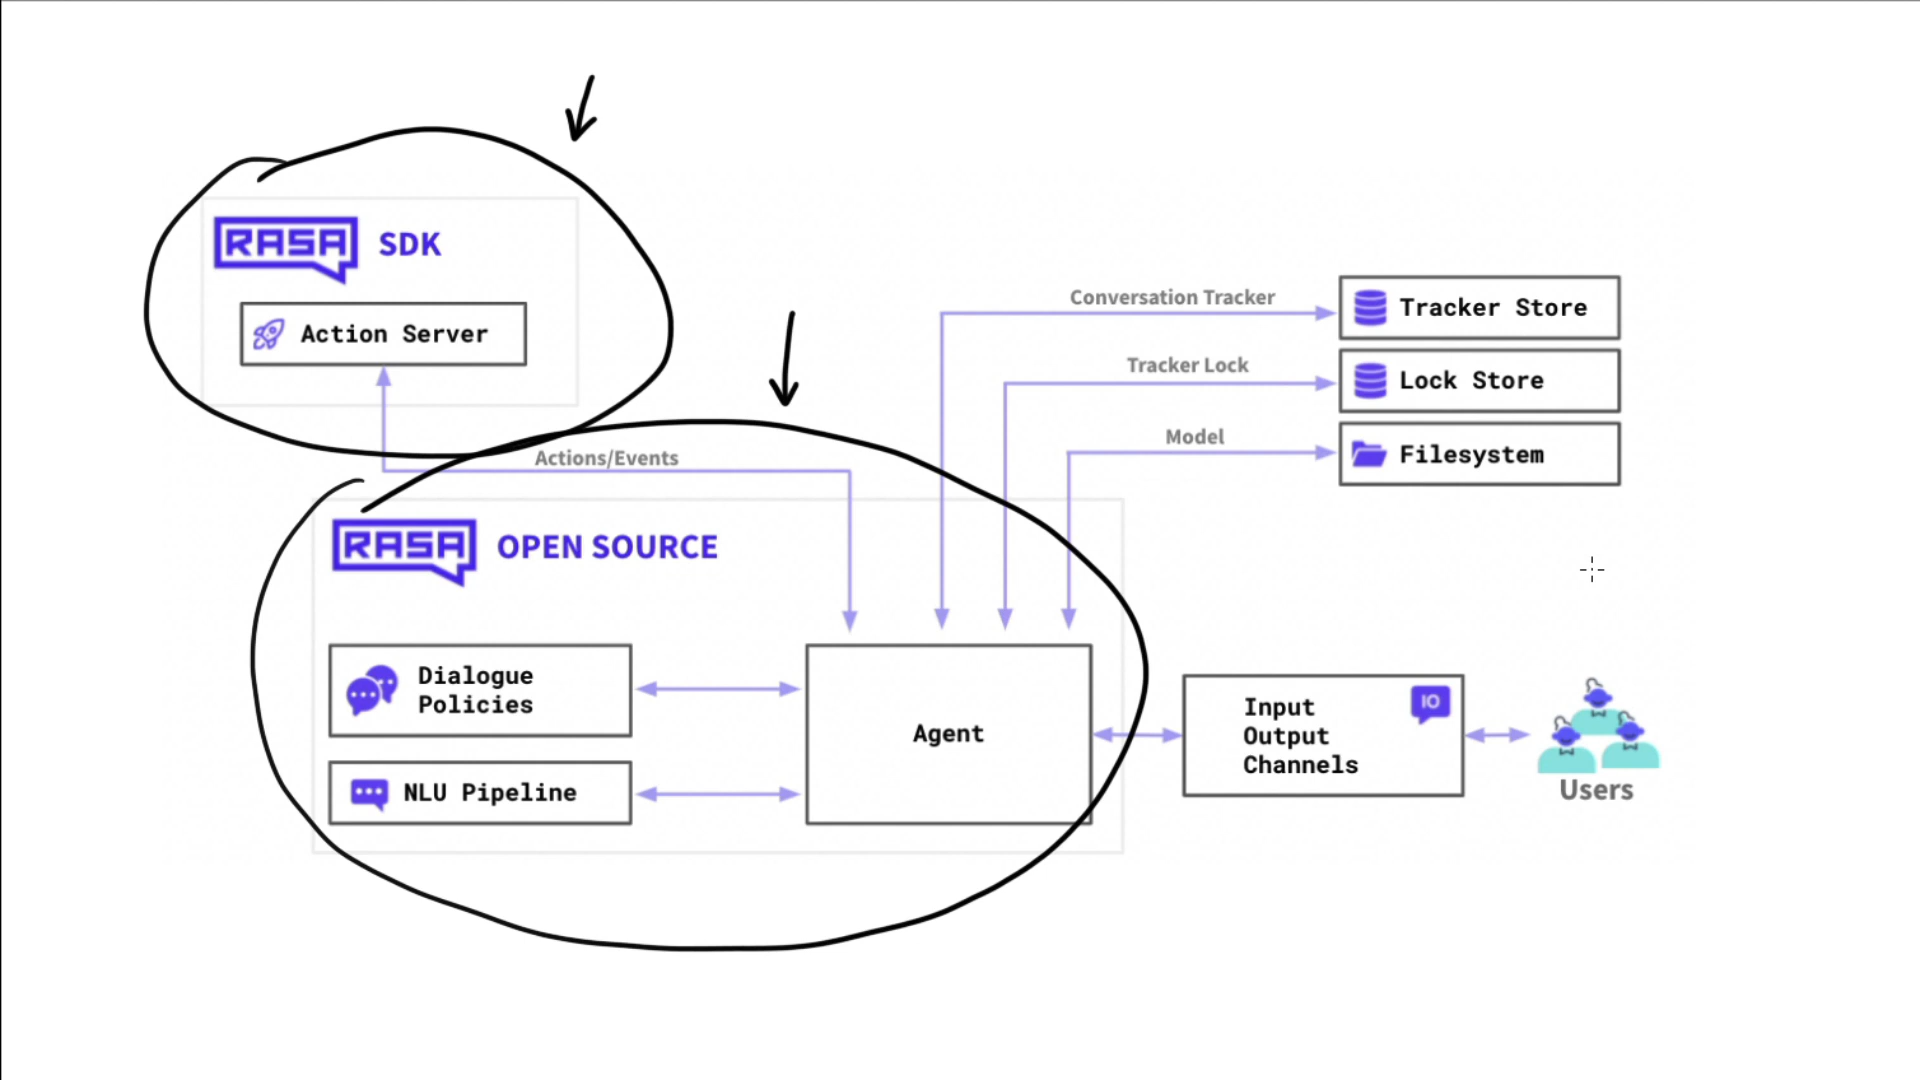 RASA SDK
Action Server
Conversation Tracker
Tracker Store
Tracker Lock
Lock Store
Model
Filesystem
Actions/Events
RASA OPEN SOURCE
Dialogue
Policies
NLU Pipeline
Agent
IO
Input
Output
Channels
Users